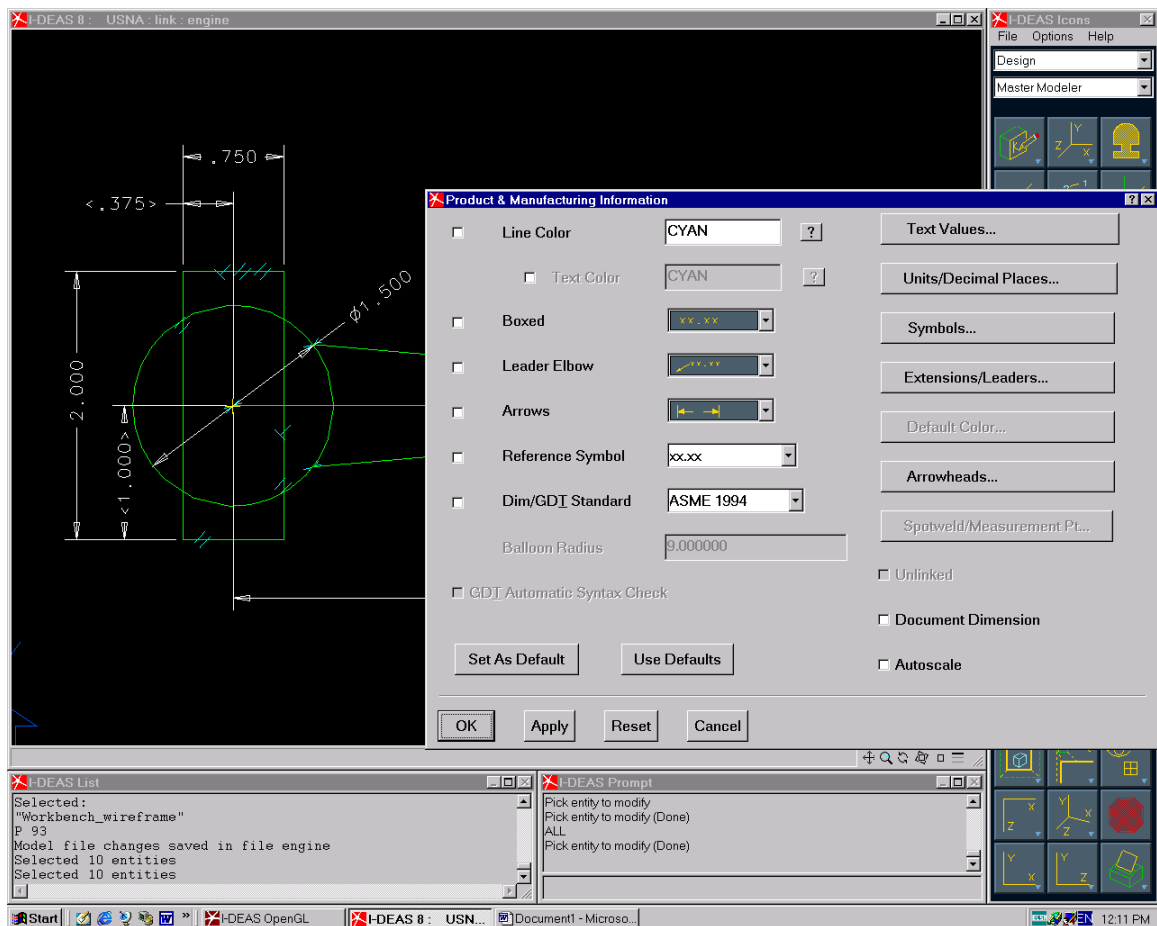 I-DEAS 8 :   USNA : link : engine
I-DEAS Icons
File Options Help
Design
Master Modeler
.750
<.375>
Ø1.500
2.000
<1.000>
Product & Manufacturing Information
Line Color CYAN ?
Text Color CYAN ?
Boxed xx.xx
Leader Elbow xx.xx
Arrows
Reference Symbol xx.xx
Dim/GDT Standard ASME 1994
Balloon Radius 9.000000
GDT Automatic Syntax Check
Set As Default Use Defaults
Text Values...
Units/Decimal Places...
Symbols...
Extensions/Leaders...
Default Color...
Arrowheads...
Spotweld/Measurement Pt...
Unlinked
Document Dimension
Autoscale
OK Apply Reset Cancel
I-DEAS List
Selected:
"Workbench_wireframe"
P 93
Model file changes saved in file engine
Selected 10 entities
Selected 10 entities
I-DEAS Prompt
Pick entity to modify
Pick entity to modify (Done)
ALL
Pick entity to modify (Done)
Y
Z X
X
Z
Y
X
Z
Y
X
Y
Z
Start » I-DEAS OpenGL I-DEAS 8 : USN... Document1 - Microso... EN 12:11 PM